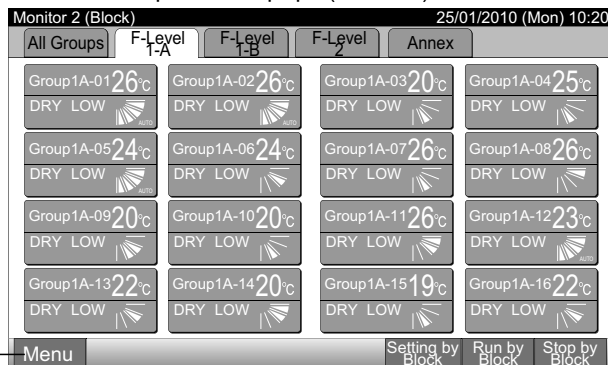 Monitor 2 (Block) 25/01/2010 (Mon) 10:20
All Groups F-Level 1-A F-Level 1-B F-Level 2 Annex
Group1A-01 26°C Group1A-02 26°C Group1A-03 20°C Group1A-04 25°C
DRY LOW AUTO DRY LOW AUTO DRY LOW DRY LOW
Group1A-05 24°C Group1A-06 24°C Group1A-07 26°C Group1A-08 26°C
DRY LOW AUTO DRY LOW DRY LOW DRY LOW
Group1A-09 20°C Group1A-10 20°C Group1A-11 26°C Group1A-12 23°C
DRY LOW DRY LOW DRY LOW DRY LOW AUTO
Group1A-13 22°C Group1A-14 20°C Group1A-15 19°C Group1A-16 22°C
DRY LOW DRY LOW DRY LOW DRY LOW
Menu Setting by Block Run by Block Stop by Block